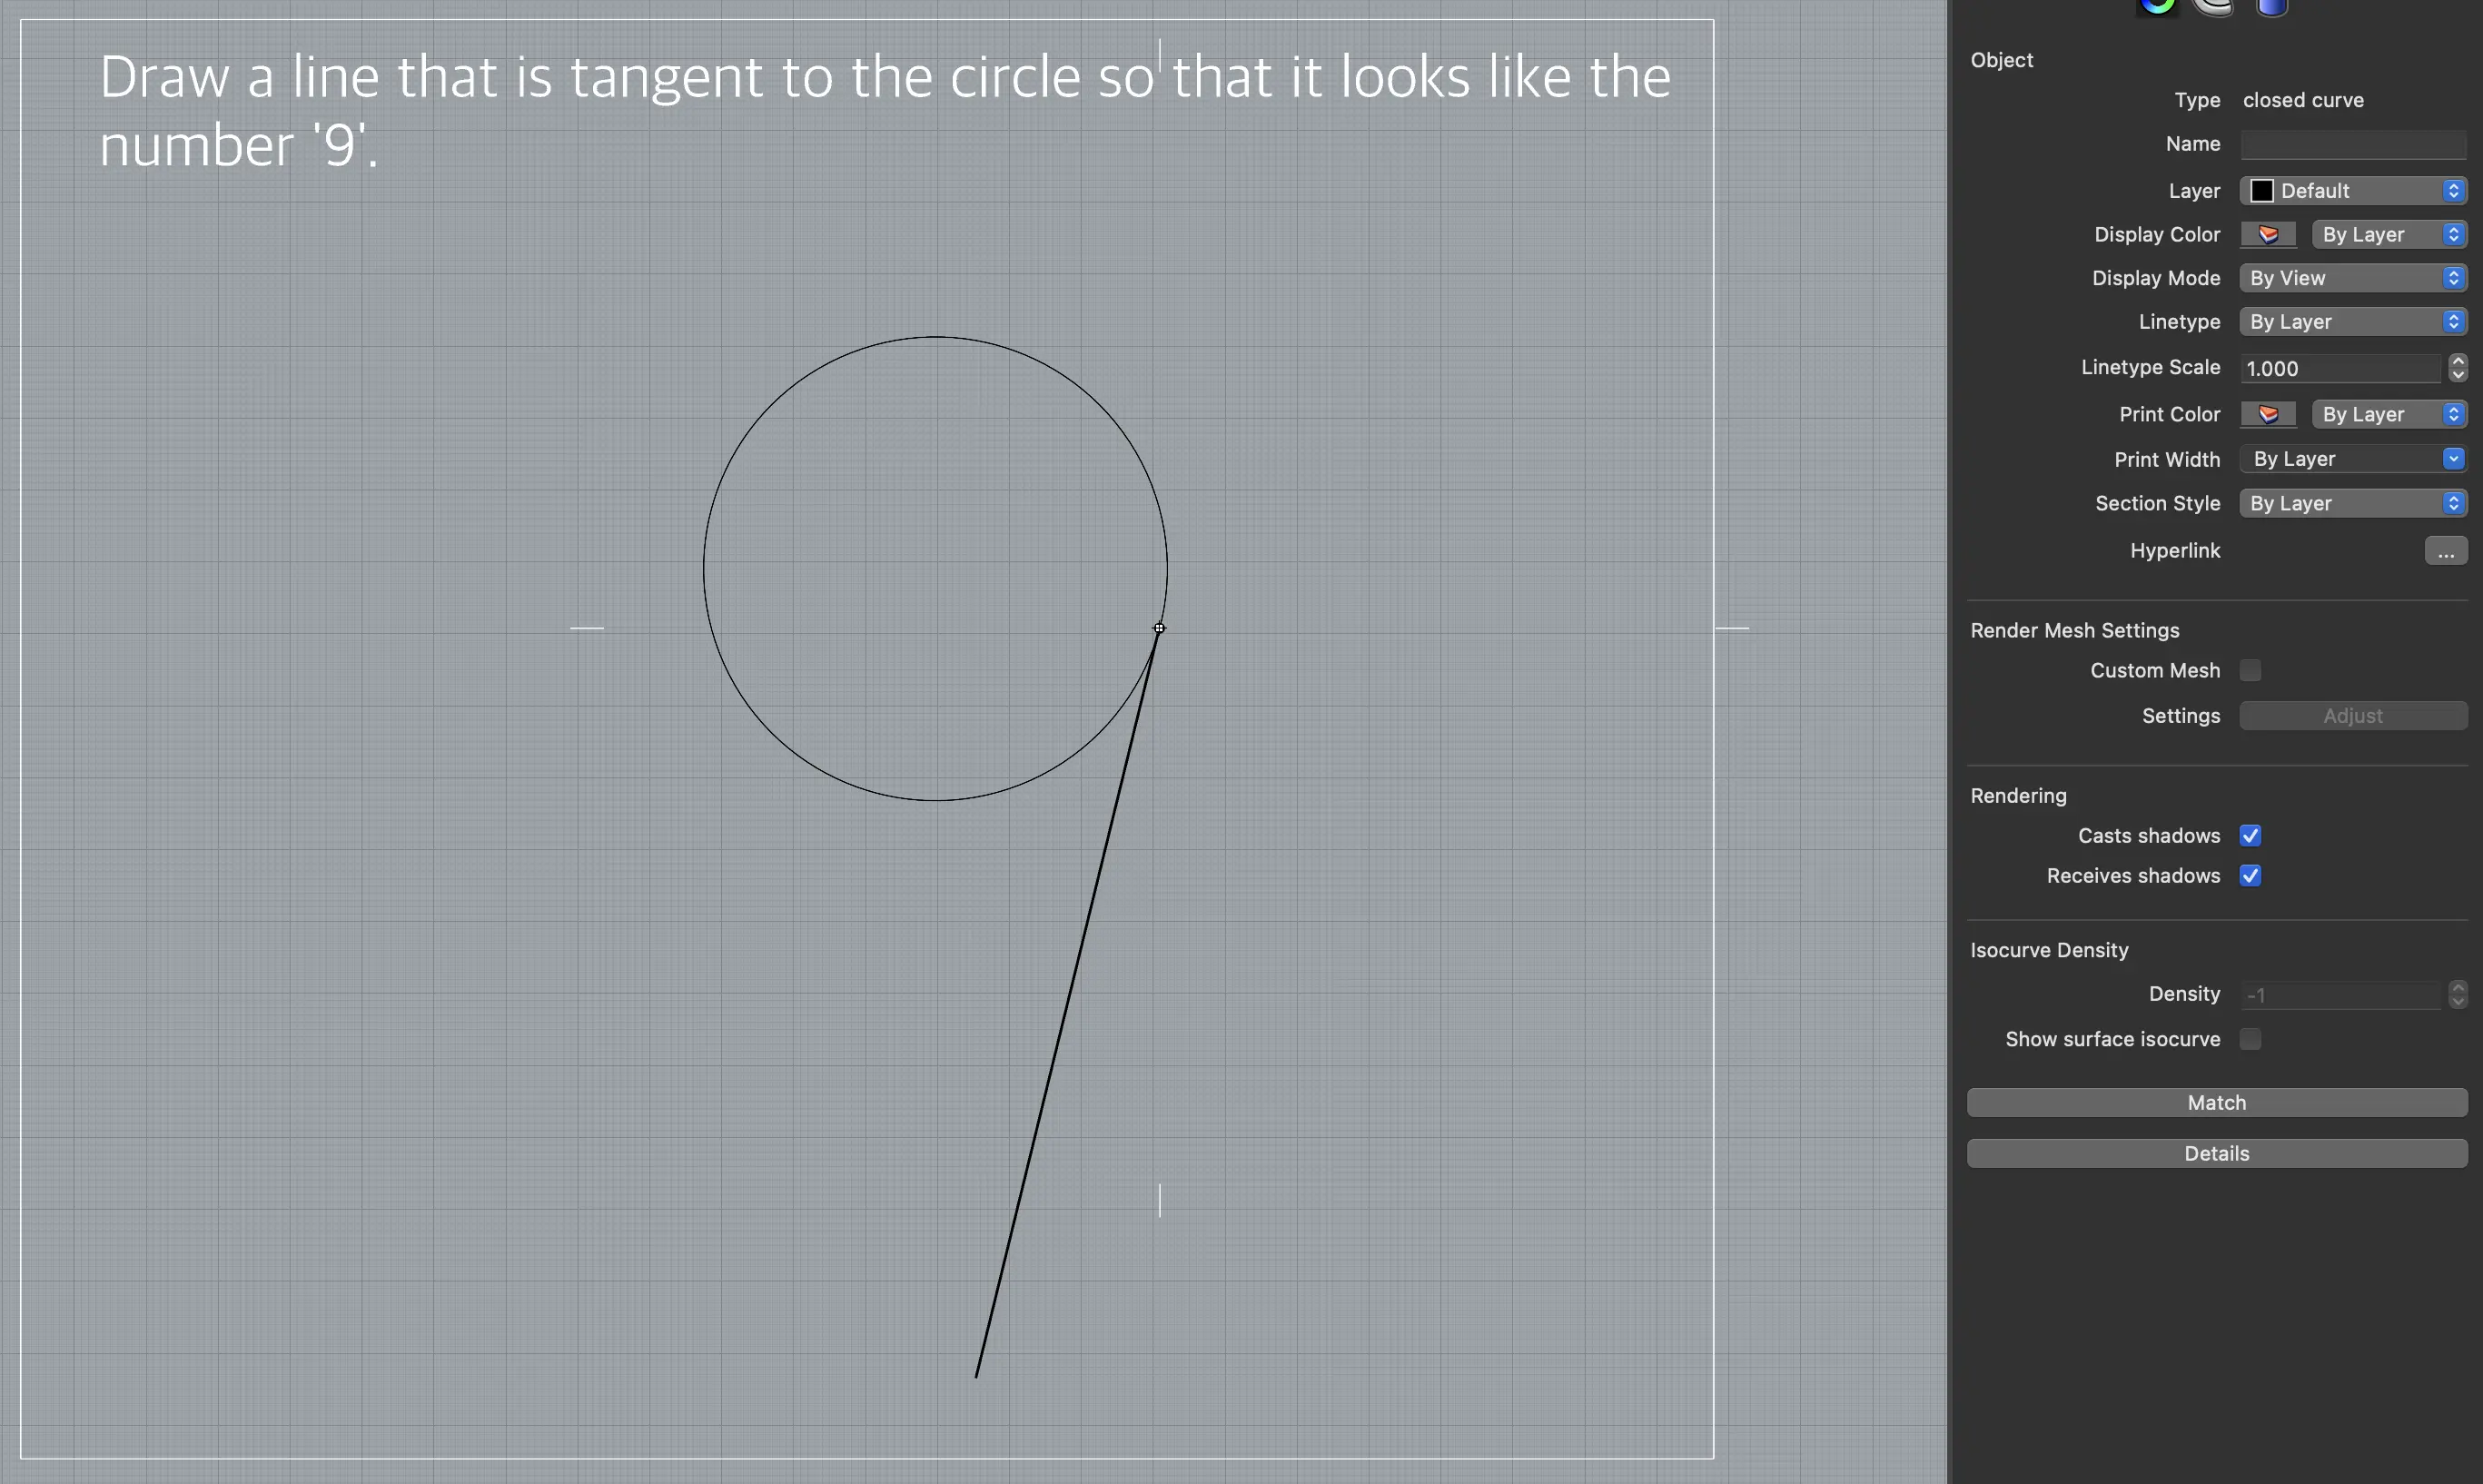 Draw a line that is tangent to the circle so that it looks like the
number '9'.
Object
Type closed curve
Name
Layer Default
Display Color By Layer
Display Mode By View
Linetype By Layer
Linetype Scale 1.000
Print Color By Layer
Print Width By Layer
Section Style By Layer
Hyperlink ...
Render Mesh Settings
Custom Mesh
Settings Adjust
Rendering
Casts shadows
Receives shadows
Isocurve Density
Density -1
Show surface isocurve
Match
Details